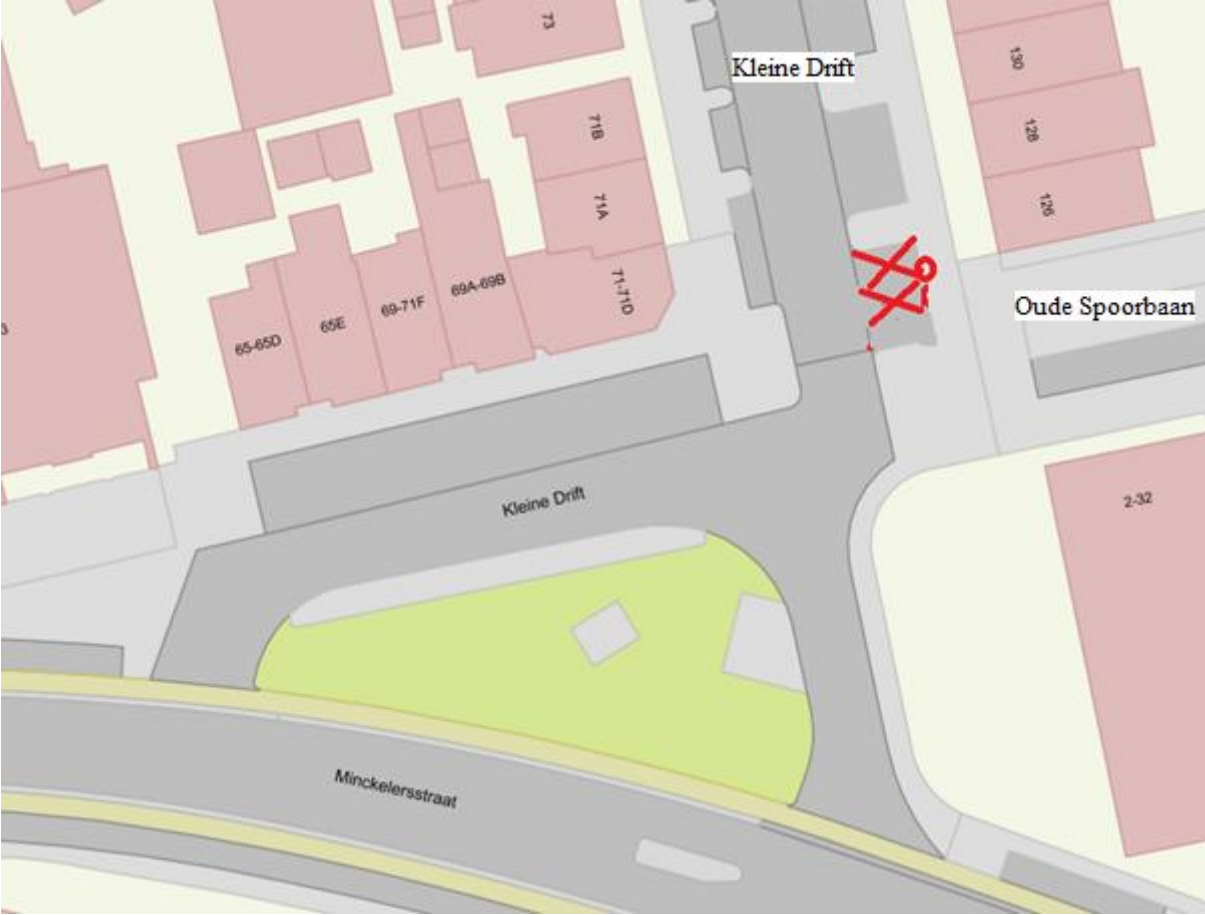 73
Kleine Drift
130
71B
128
71A
126
71-71D
69A-69B
69-71F
65E
65-65D
3
Oude Spoorbaan
Kleine Drift
2-32
Minckelersstraat